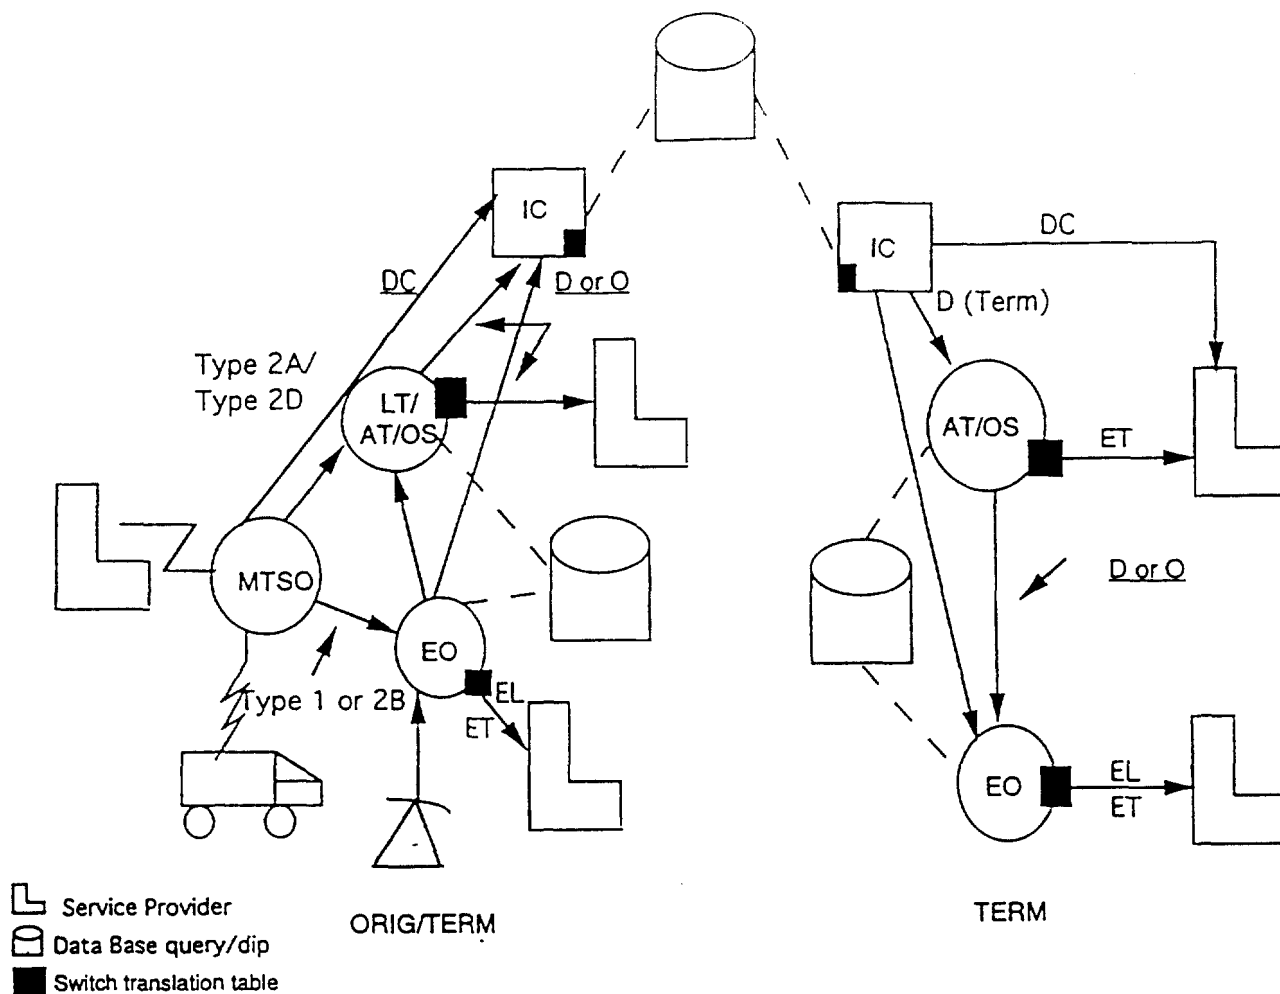 IC
DC
D or O
IC
DC
D (Term)
Type 2A/
Type 2D
LT/
AT/OS
AT/OS
ET
MTSO
D or O
EO
Type 1 or 2B
EL
ET
EO
EL
ET
Service Provider
Data Base query/dip
Switch translation table
ORIG/TERM
TERM